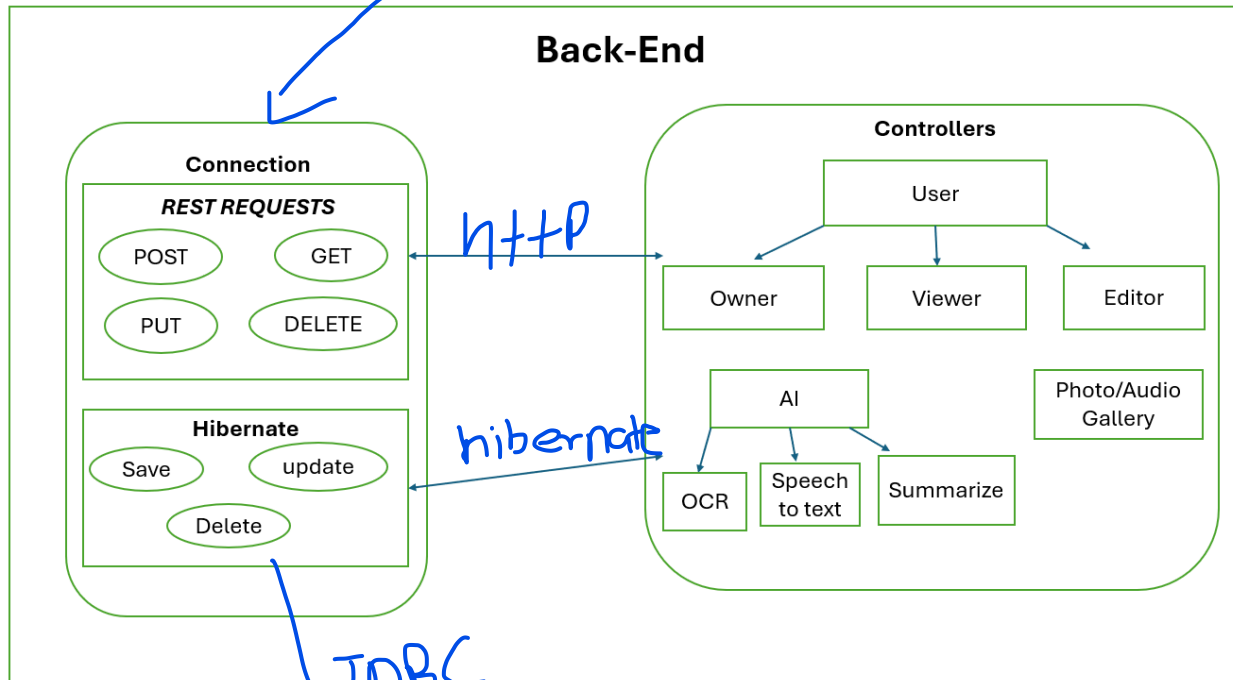 Back-End
Connection
REST REQUESTS
POST
GET
PUT
DELETE
Hibernate
Save
update
Delete
http
hibernate
JDBC
Controllers
User
Owner
Viewer
Editor
AI
Photo/Audio
Gallery
OCR
Speech
to text
Summarize